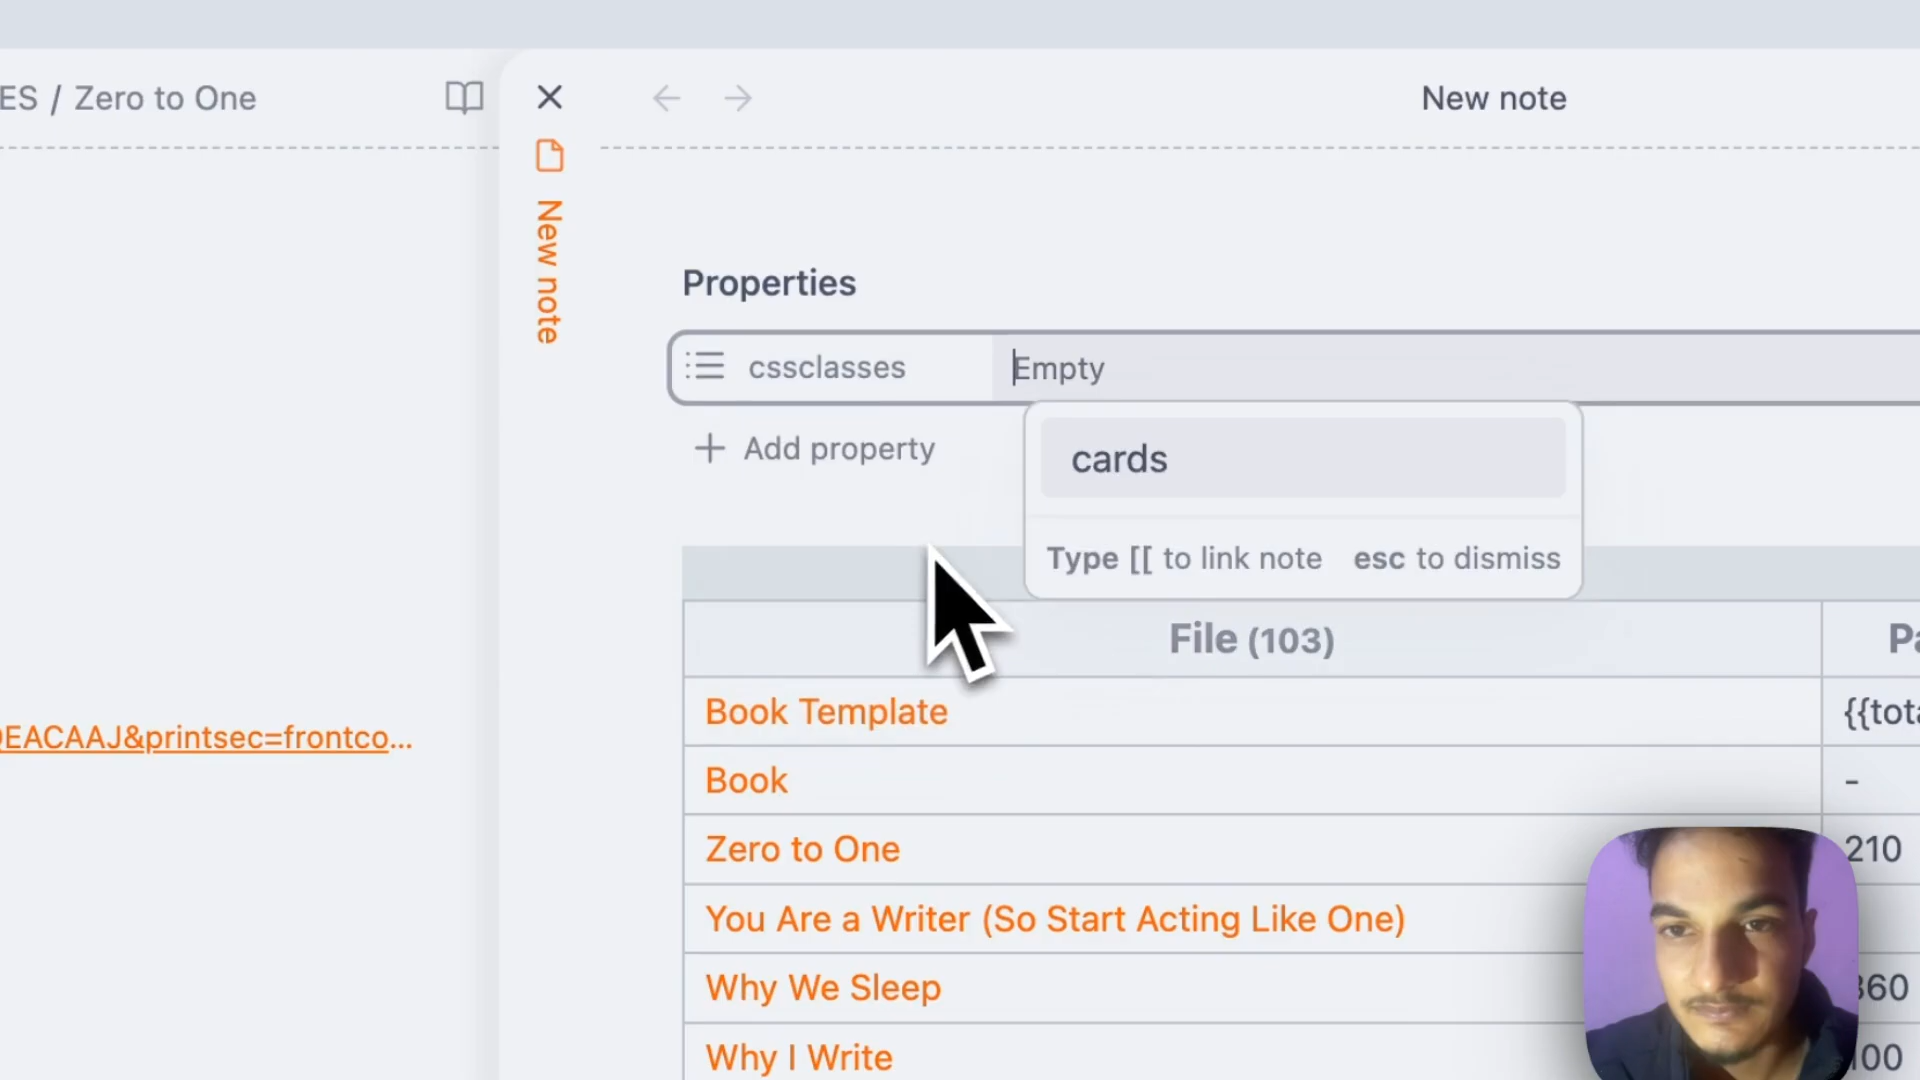 ES / Zero to One
New note
New note
Properties
cssclasses
Empty
Add property
cards
Type [[ to link note esc to dismiss
File (103)
Book Template
Book
-
Zero to One
210
EACAAJ&printsec=frontco...
You Are a Writer (So Start Acting Like One)
Why We Sleep
360
Why I Write